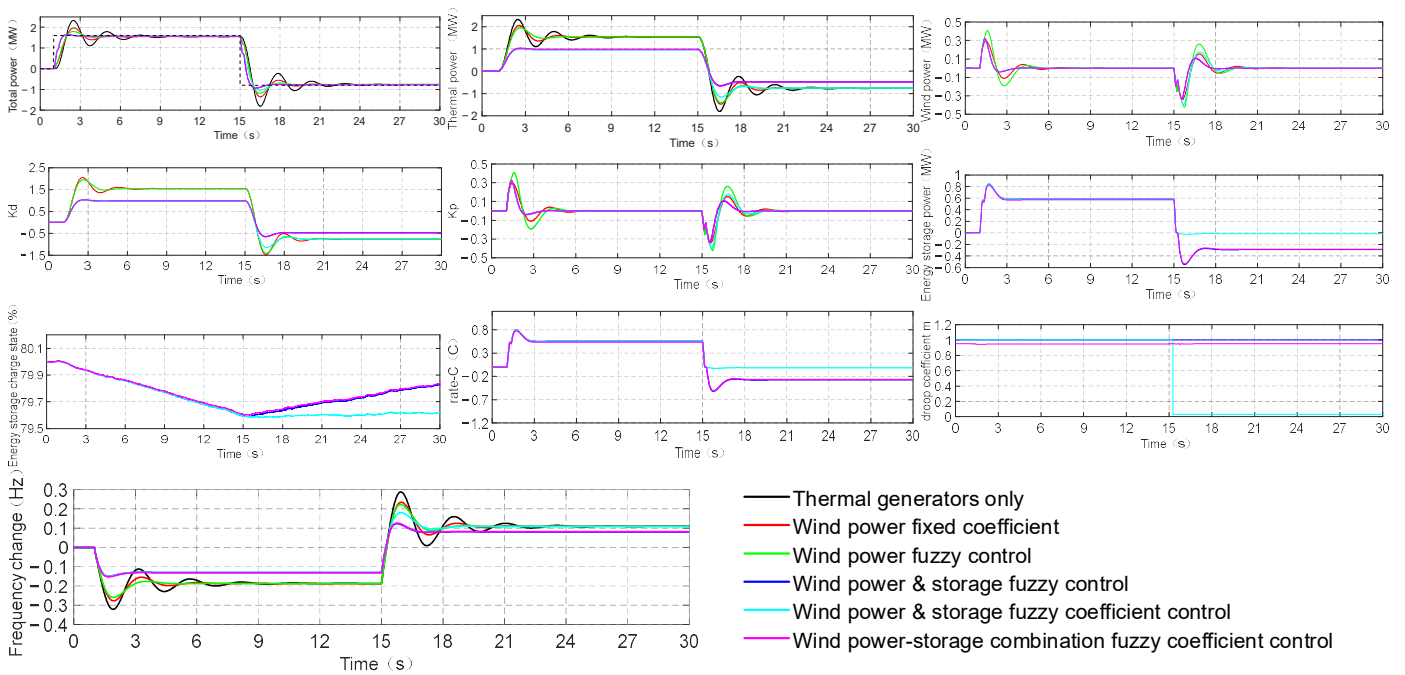 Total power (MW)
2
1
0
−1
−2
0 3 6 9 12 15 18 21 24 27 30
Time (s)
Thermal power (MW)
2
1
0
−1
−2
0 3 6 9 12 15 18 21 24 27 30
Time (s)
Wind power (MW)
0.5
0.3
0.1
−0.1
−0.3
−0.5
0 3 6 9 12 15 18 21 24 27 30
Time (s)
Kd
2.5
1.5
0.5
−0.5
−1.5
0 3 6 9 12 15 18 21 24 27 30
Time (s)
Kp
0.5
0.3
0.1
−0.1
−0.3
−0.5
0 3 6 9 12 15 18 21 24 27 30
Time (s)
Energy storage power (MW)
1
0.8
0.6
0.4
0.2
0
−0.2
−0.4
−0.6
0 3 6 9 12 15 18 21 24 27 30
Time (s)
Energy storage charge state (%)
80.1
79.9
79.7
79.5
0 3 6 9 12 15 18 21 24 27 30
Time (s)
rate-C (C)
0.8
0.3
−0.2
−0.7
−1.2
0 3 6 9 12 15 18 21 24 27 30
Time (s)
droop coefficient m
1.2
1
0.8
0.6
0.4
0.2
0
0 3 6 9 12 15 18 21 24 27 30
Time (s)
Frequency change (Hz)
0.3
0.2
0.1
0
−0.1
−0.2
−0.3
−0.4
0 3 6 9 12 15 18 21 24 27 30
Time (s)
Thermal generators only
Wind power fixed coefficient
Wind power fuzzy control
Wind power & storage fuzzy control
Wind power & storage fuzzy coefficient control
Wind power-storage combination fuzzy coefficient control